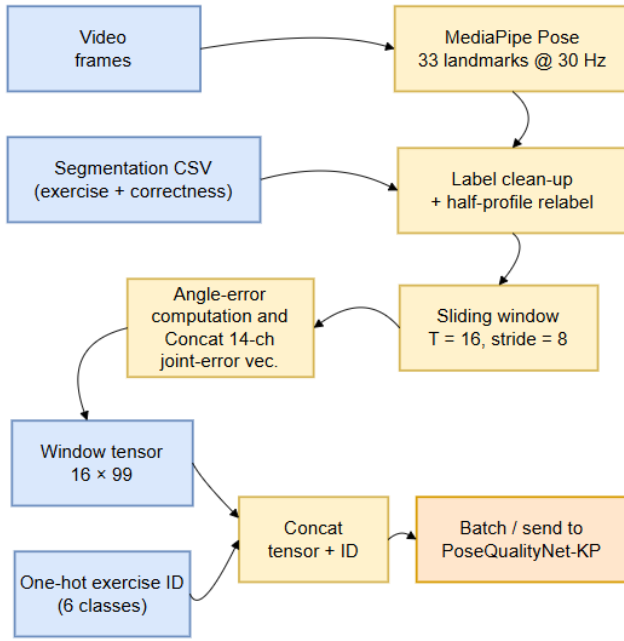 Video
frames
MediaPipe Pose
33 landmarks @ 30 Hz
Segmentation CSV
(exercise + correctness)
Label clean-up
+ half-profile relabel
Angle-error
computation and
Concat 14-ch
joint-error vec.
Sliding window
T = 16, stride = 8
Window tensor
16 × 99
Concat
tensor + ID
Batch / send to
PoseQualityNet-KP
One-hot exercise ID
(6 classes)